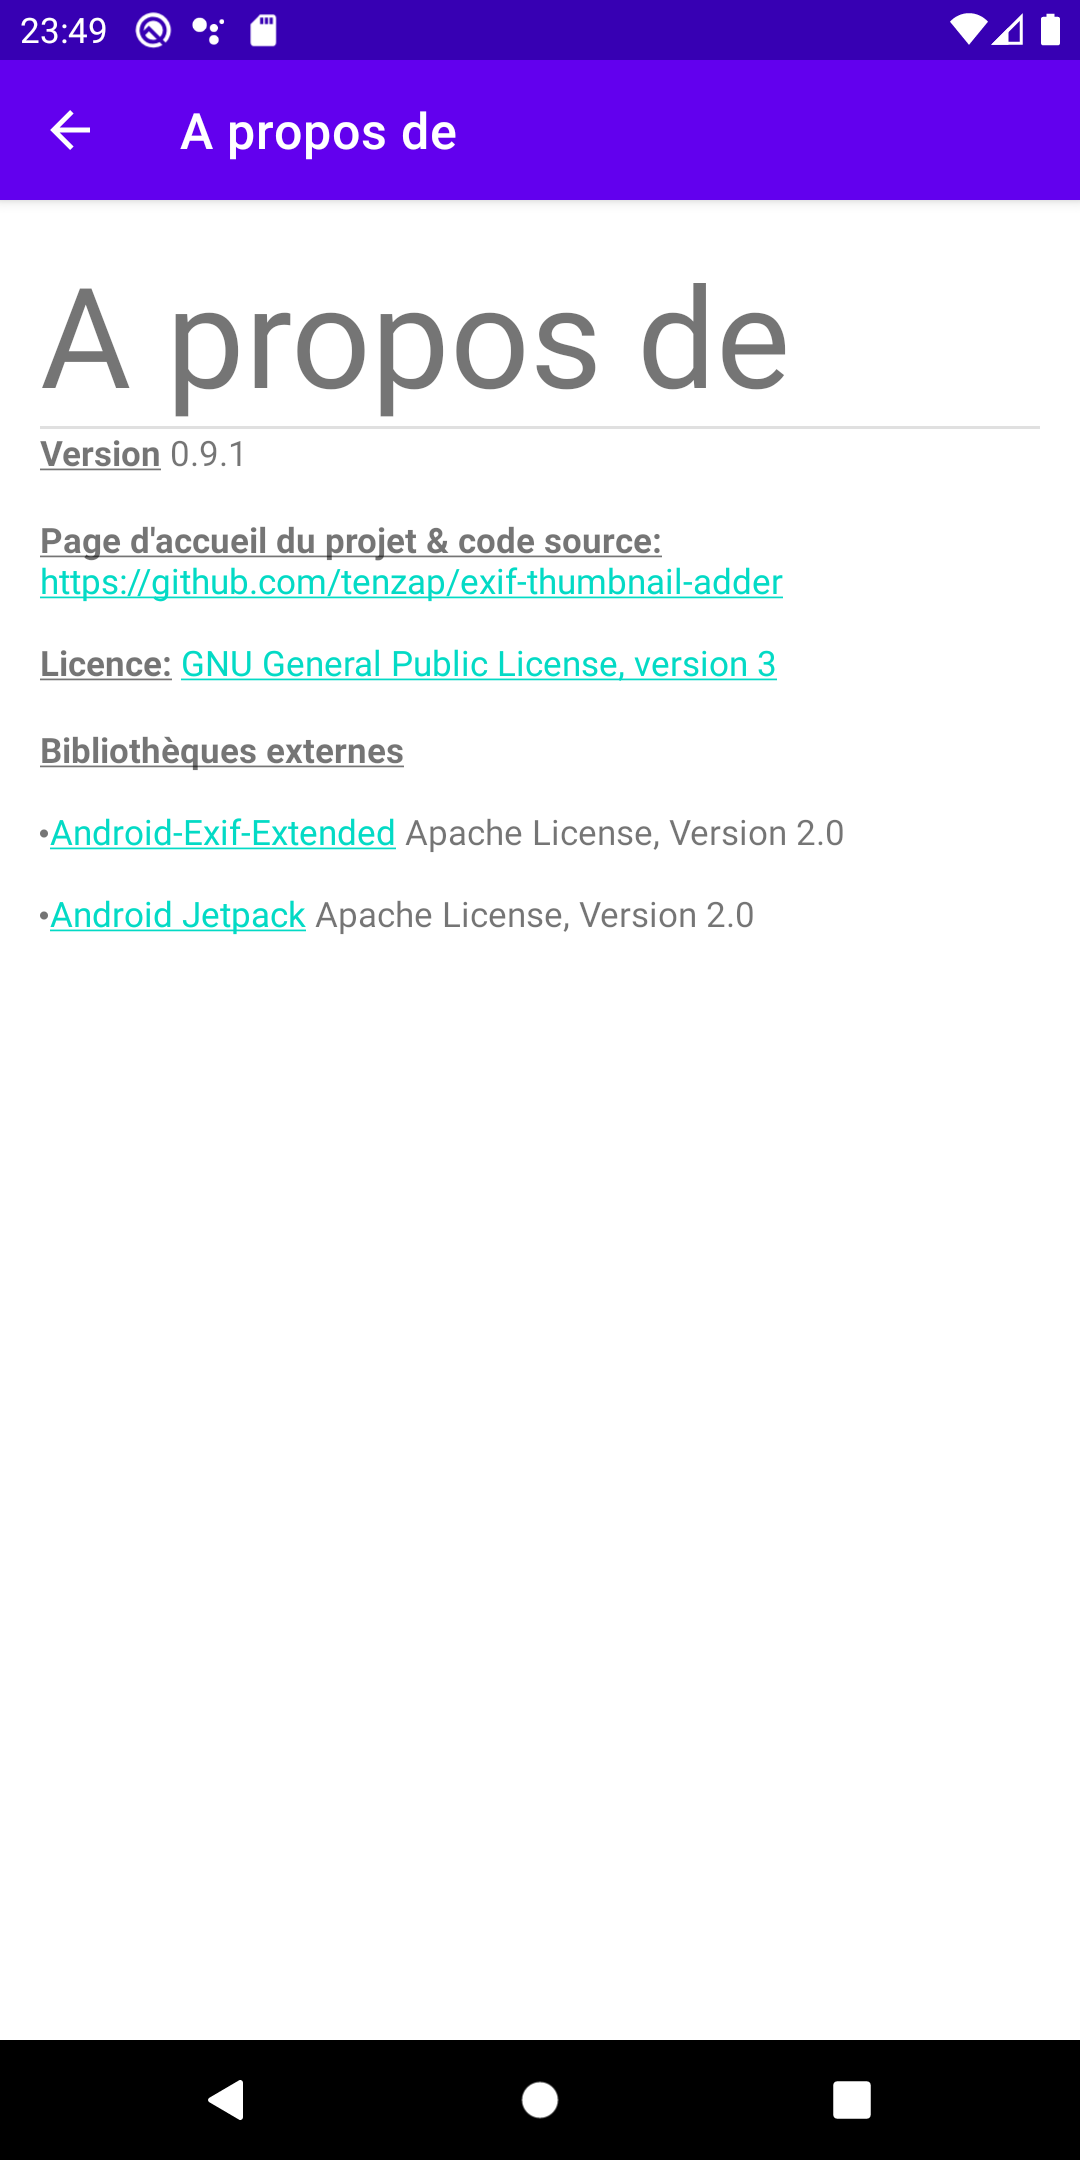 23:49
A propos de
A propos de
Version 0.9.1
Page d'accueil du projet & code source:
https://github.com/tenzap/exif-thumbnail-adder
Licence: GNU General Public License, version 3
Bibliothèques externes
•Android-Exif-Extended Apache License, Version 2.0
•Android Jetpack Apache License, Version 2.0